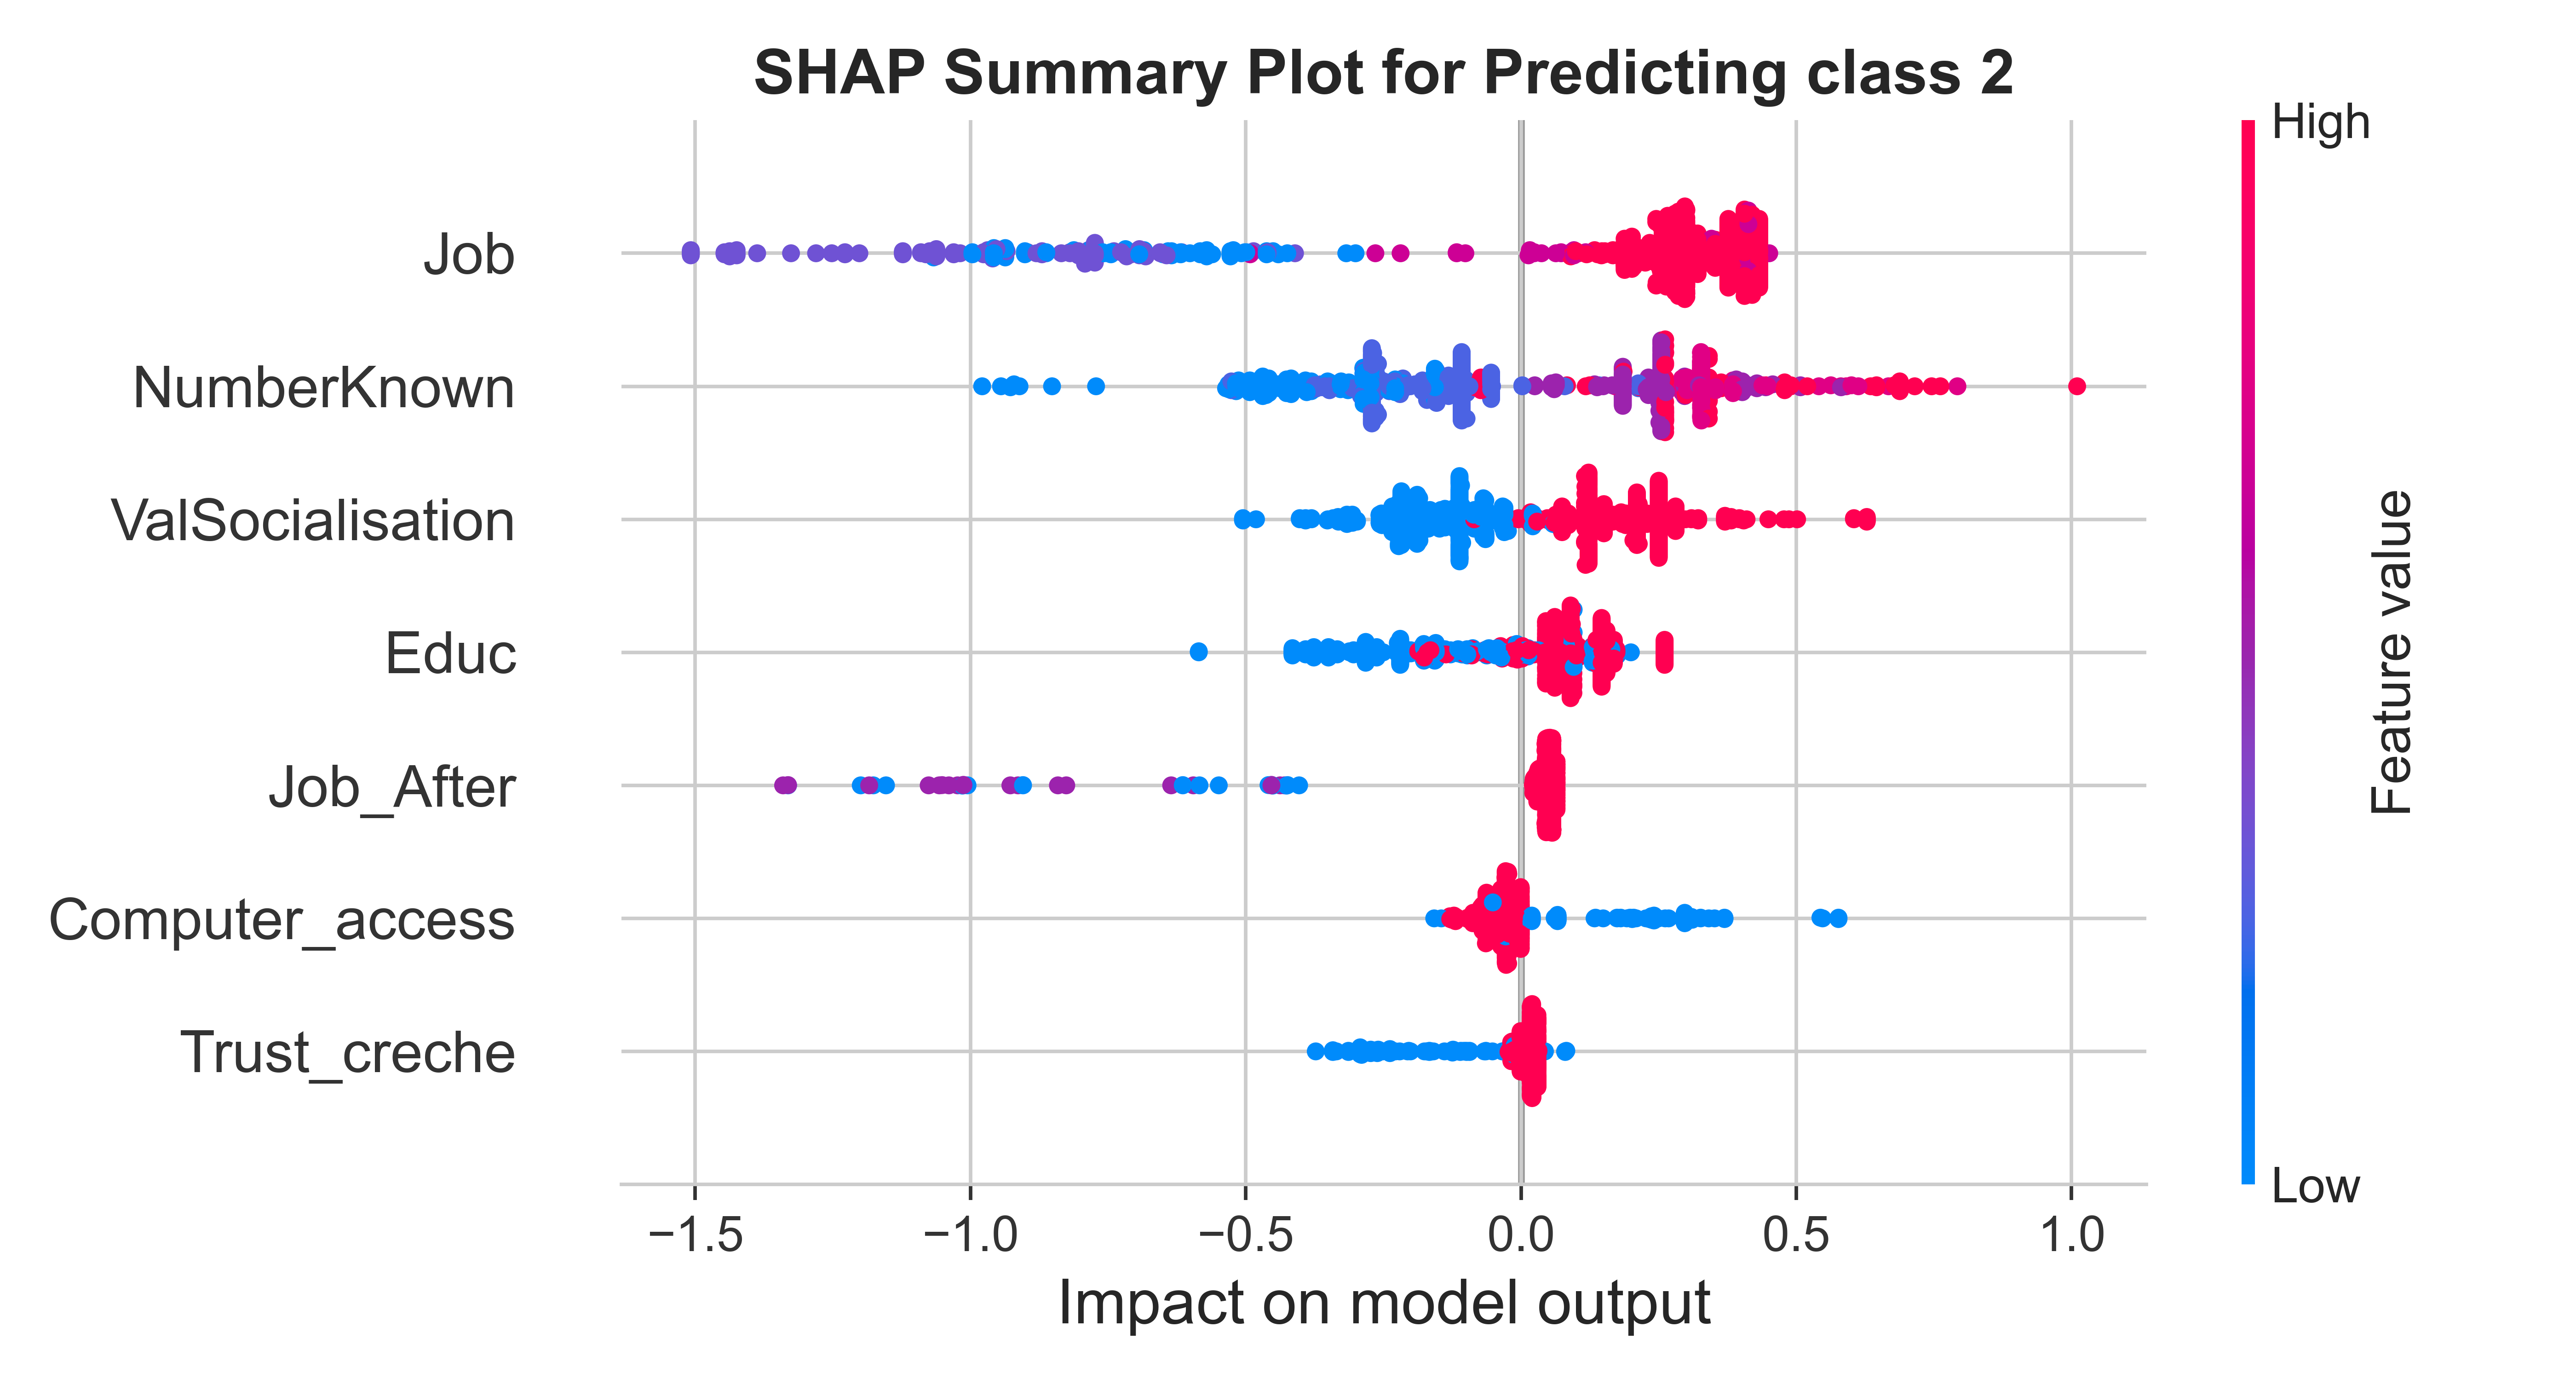 SHAP Summary Plot for Predicting class 2
High
Job
NumberKnown
ValSocialisation
Educ
Job_After
Computer_access
Trust_creche
Feature value
Low
−1.5 −1.0 −0.5 0.0 0.5 1.0
Impact on model output